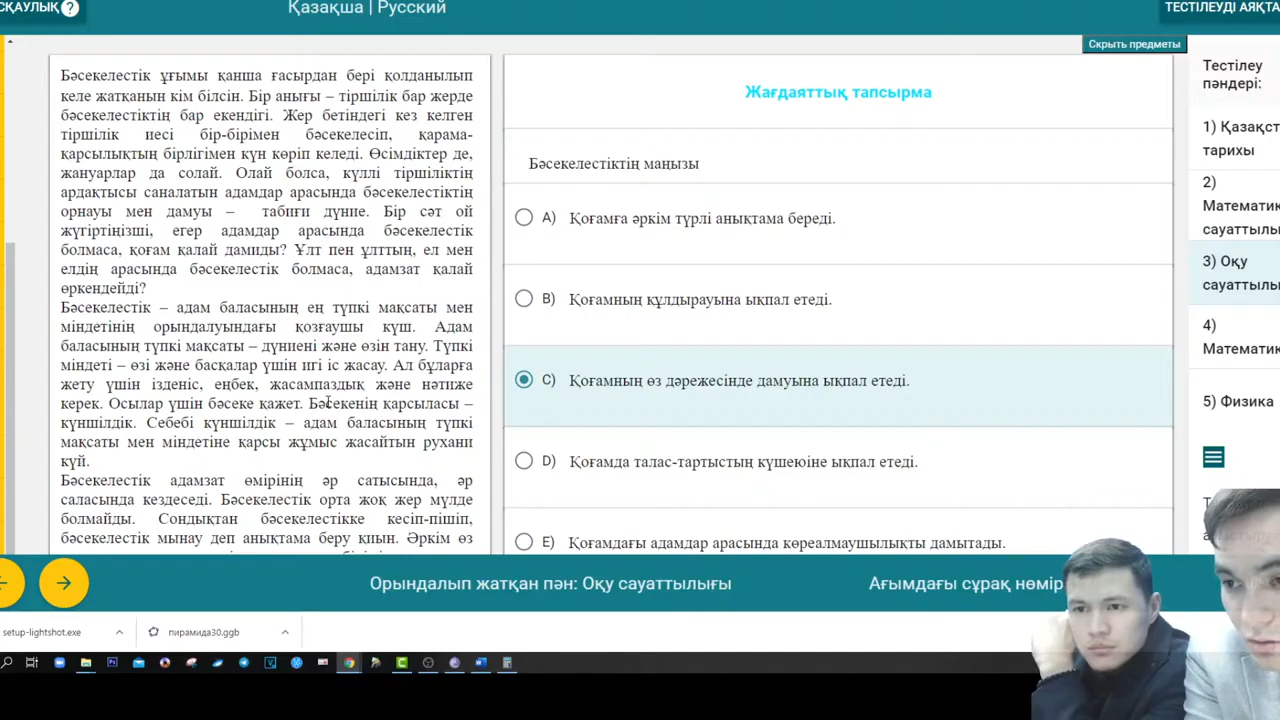 СҚАУЛЫҚ ?
Қазақша | Русский
ТЕСТІЛЕУДІ АЯҚТА
Скрыть предметы
Бәсекелестік ұғымы қанша ғасырдан бері қолданылып
келе жатқанын кім білсін. Бір анығы – тіршілік бар жерде
бәсекелестіктің бар екендігі. Жер бетіндегі кез келген
тіршілік иесі бір-бірімен бәсекелесіп, қарама-
қарсылықтың бірлігімен күн көріп келеді. Өсімдіктер де,
жануарлар да солай. Олай болса, күллі тіршіліктің
ардақтысы саналатын адамдар арасында бәсекелестіктің
орнауы мен дамуы – табиғи дүние. Бір сәт ой
жүгіртіңізші, егер адамдар арасында бәсекелестік
болмаса, қоғам қалай дамиды? Ұлт пен ұлттың, ел мен
елдің арасында бәсекелестік болмаса, адамзат қалай
өркендейді?
Бәсекелестік – адам баласының ең түпкі мақсаты мен
міндетінің орындалуындағы қозғаушы күш. Адам
баласының түпкі мақсаты – дүниені және өзін тану. Түпкі
міндеті – өзі және басқалар үшін игі іс жасау. Ал бұларға
жету үшін ізденіс, еңбек, жасампаздық және нәтиже
керек. Осылар үшін бәсеке қажет. Бәсекенің қарсыласы –
күншілдік. Себебі күншілдік – адам баласының түпкі
мақсаты мен міндетіне қарсы жұмыс жасайтын рухани
күй.
Бәсекелестік адамзат өмірінің әр сатысында, әр
саласында кездеседі. Бәсекелестік орта жоқ жер мүлде
болмайды. Сондықтан бәсекелестікке кесіп-пішіп,
бәсекелестік мынау деп анықтама беру қиын. Әркім өз
Жағдаяттық тапсырма
Бәсекелестіктің маңызы
A) Қоғамға әркім түрлі анықтама береді.
B) Қоғамның құлдырауына ықпал етеді.
C) Қоғамның өз дәрежесінде дамуына ықпал етеді.
D) Қоғамда талас-тартыстың күшеюіне ықпал етеді.
E) Қоғамдағы адамдар арасында көреалмаушылықты дамытады.
Тестілеу
пәндері:
1) Қазақст
тарихы
2)
Математик
сауаттылы
3) Оқу
сауаттылы
4)
Математик
5) Физика
Орындалып жатқан пән: Оқу сауаттылығы
Ағымдағы сұрақ нөмір
setup-lightshot.exe
пирамида30.ggb